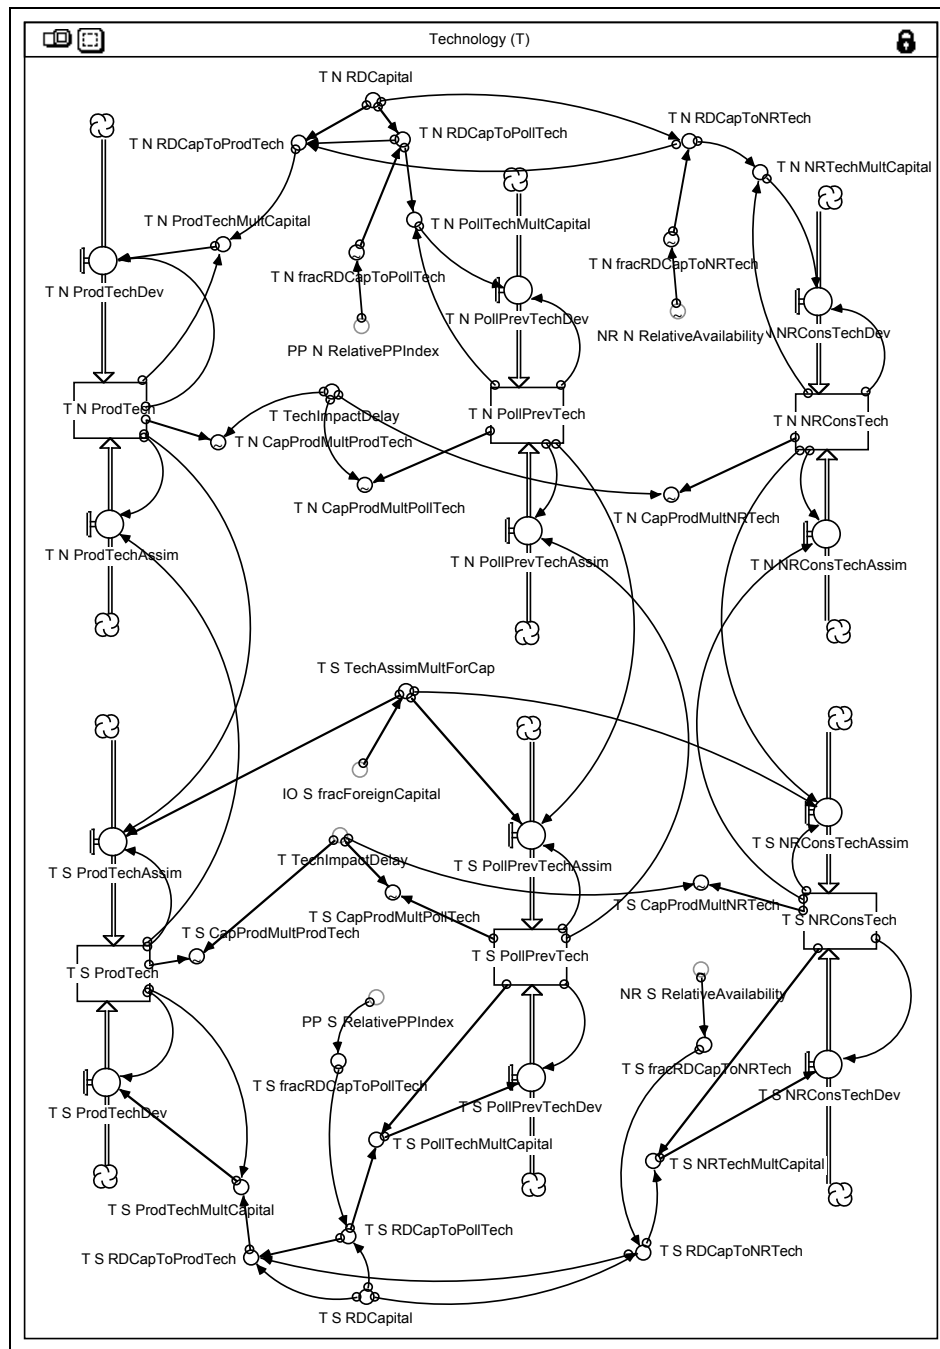 Technology (T)
T N RDCapital
T N RDCapToProdTech
T N RDCapToPollTech
T N RDCapToNRTech
T N NRTechMultCapital
T N ProdTechMultCapital
T N PollTechMultCapital
T N fracRDCapToPollTech
T N fracRDCapToNRTech
T N ProdTechDev
T N PollPrevTechDev
NR N RelativeAvailability
N NRConsTechDev
PP N RelativePPIndex
T N ProdTech
T TechImpactDelay
T N PollPrevTech
T N NRConsTech
T N CapProdMultProdTech
T N CapProdMultPollTech
T N CapProdMultNRTech
T N ProdTechAssim
T N PollPrevTechAssim
T N NRConsTechAssim
T S TechAssimMultForCap
IO S fracForeignCapital
T S ProdTechAssim
T TechImpactDelay
T S PollPrevTechAssim
T S NRConsTechAssim
T S CapProdMultPollTech
T S CapProdMultNRTech
T S CapProdMultProdTech
T S NRConsTech
T S ProdTech
T S PollPrevTech
NR S RelativeAvailability
PP S RelativePPIndex
T S fracRDCapToNRTech
T S fracRDCapToPollTech
T S ProdTechDev
T S PollPrevTechDev
T S NRConsTechDev
T S PollTechMultCapital
T S NRTechMultCapital
T S ProdTechMultCapital
T S RDCapToPollTech
T S RDCapToProdTech
T S RDCapToNRTech
T S RDCapital